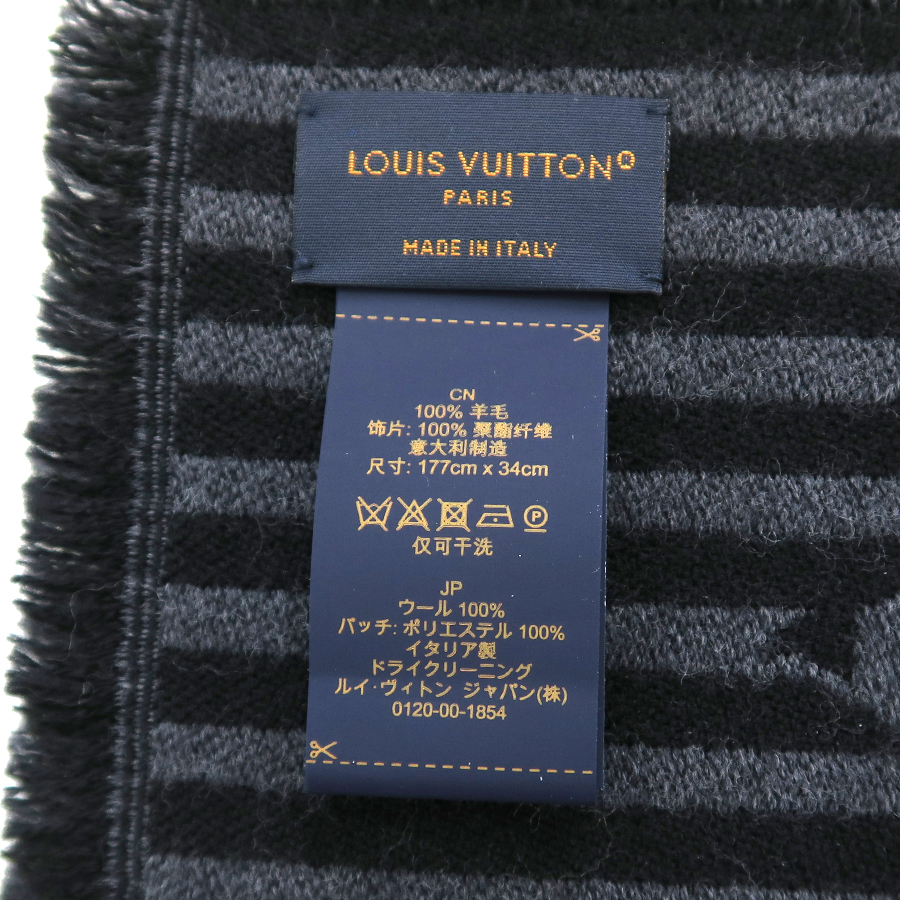 LOUIS VUITTON®
PARIS
MADE IN ITALY
CN
100% 羊毛
饰片: 100% 聚酯纤维
意大利制造
尺寸: 177cm x 34cm
P
仅可干洗
JP
ウール 100%
パッチ: ポリエステル 100%
イタリア製
ドライクリーニング
ルイ·ヴィトン ジャパン(株)
0120-00-1854